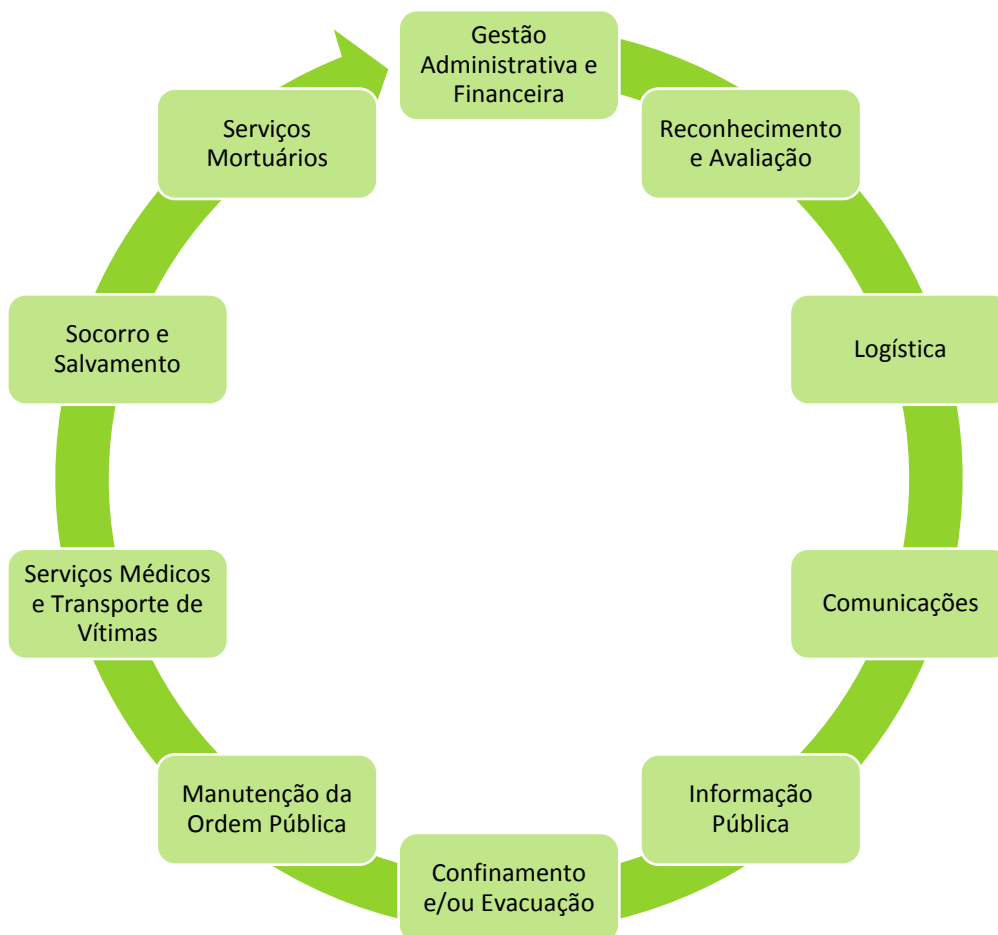 Gestão
Administrativa e
Financeira
Reconhecimento
e Avaliação
Logística
Comunicações
Informação
Pública
Confinamento
e/ou Evacuação
Manutenção da
Ordem Pública
Serviços Médicos
e Transporte de
Vítimas
Socorro e
Salvamento
Serviços
Mortuários